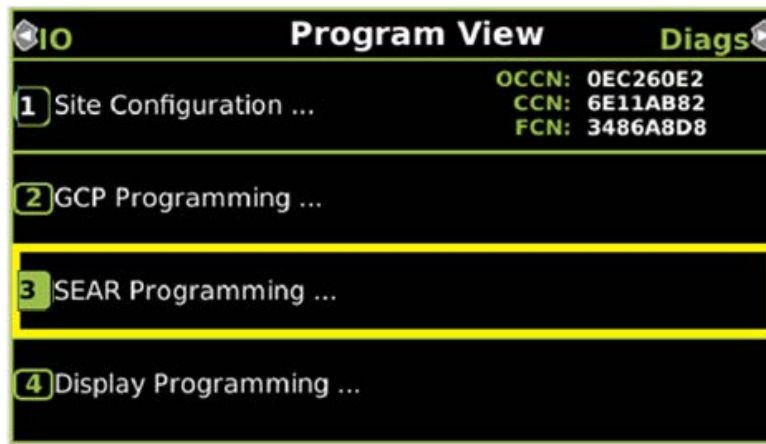 IO Program View Diags
1 Site Configuration ... OCCN: 0EC260E2
CCN: 6E11AB82
FCN: 3486A8D8
2 GCP Programming ...
3 SEAR Programming ...
4 Display Programming ...